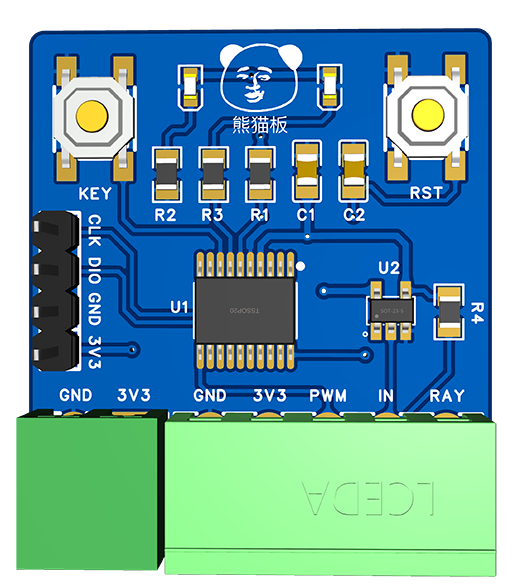 熊猫板
KEY
RST
R2
R3
R1
C1
C2
CLK
DIO
GND
3V3
U1
TSSOP20
U2
SOT-23-5
R4
GND
3V3
GND
3V3
PWM
IN
RAY
LCEDA